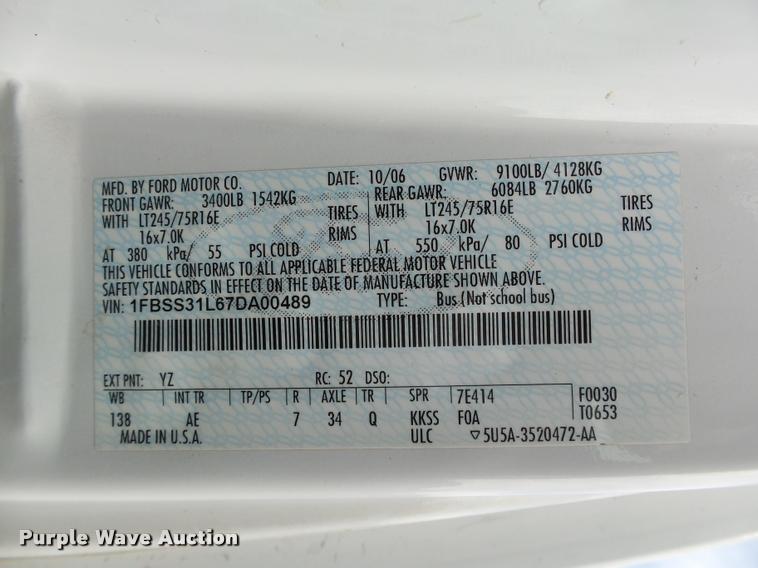 MFD. BY FORD MOTOR CO. DATE: 10/06 GVWR: 9100LB/ 4128KG
FRONT GAWR: 3400LB 1542KG REAR GAWR: 6084LB 2760KG
WITH LT245/75R16E TIRES WITH LT245/75R16E TIRES
16x7.0K RIMS 16x7.0K RIMS
AT 380 kPa/ 55 PSI COLD AT 550 kPa/ 80 PSI COLD
THIS VEHICLE CONFORMS TO ALL APPLICABLE FEDERAL MOTOR VEHICLE
SAFETY STANDARDS IN EFFECT ON THE DATE OF MANUFACTURE SHOWN ABOVE.
VIN: 1FBSS31L67DA00489 TYPE: Bus (Not school bus)
EXT PNT: YZ RC: 52 DSO:
WB INT TR TP/PS R AXLE TR SPR 7E414 F0030
138 AE 7 34 Q KKSS FOA T0653
MADE IN U.S.A. ULC ▽5U5A-3520472-AA
Purple Wave Auction